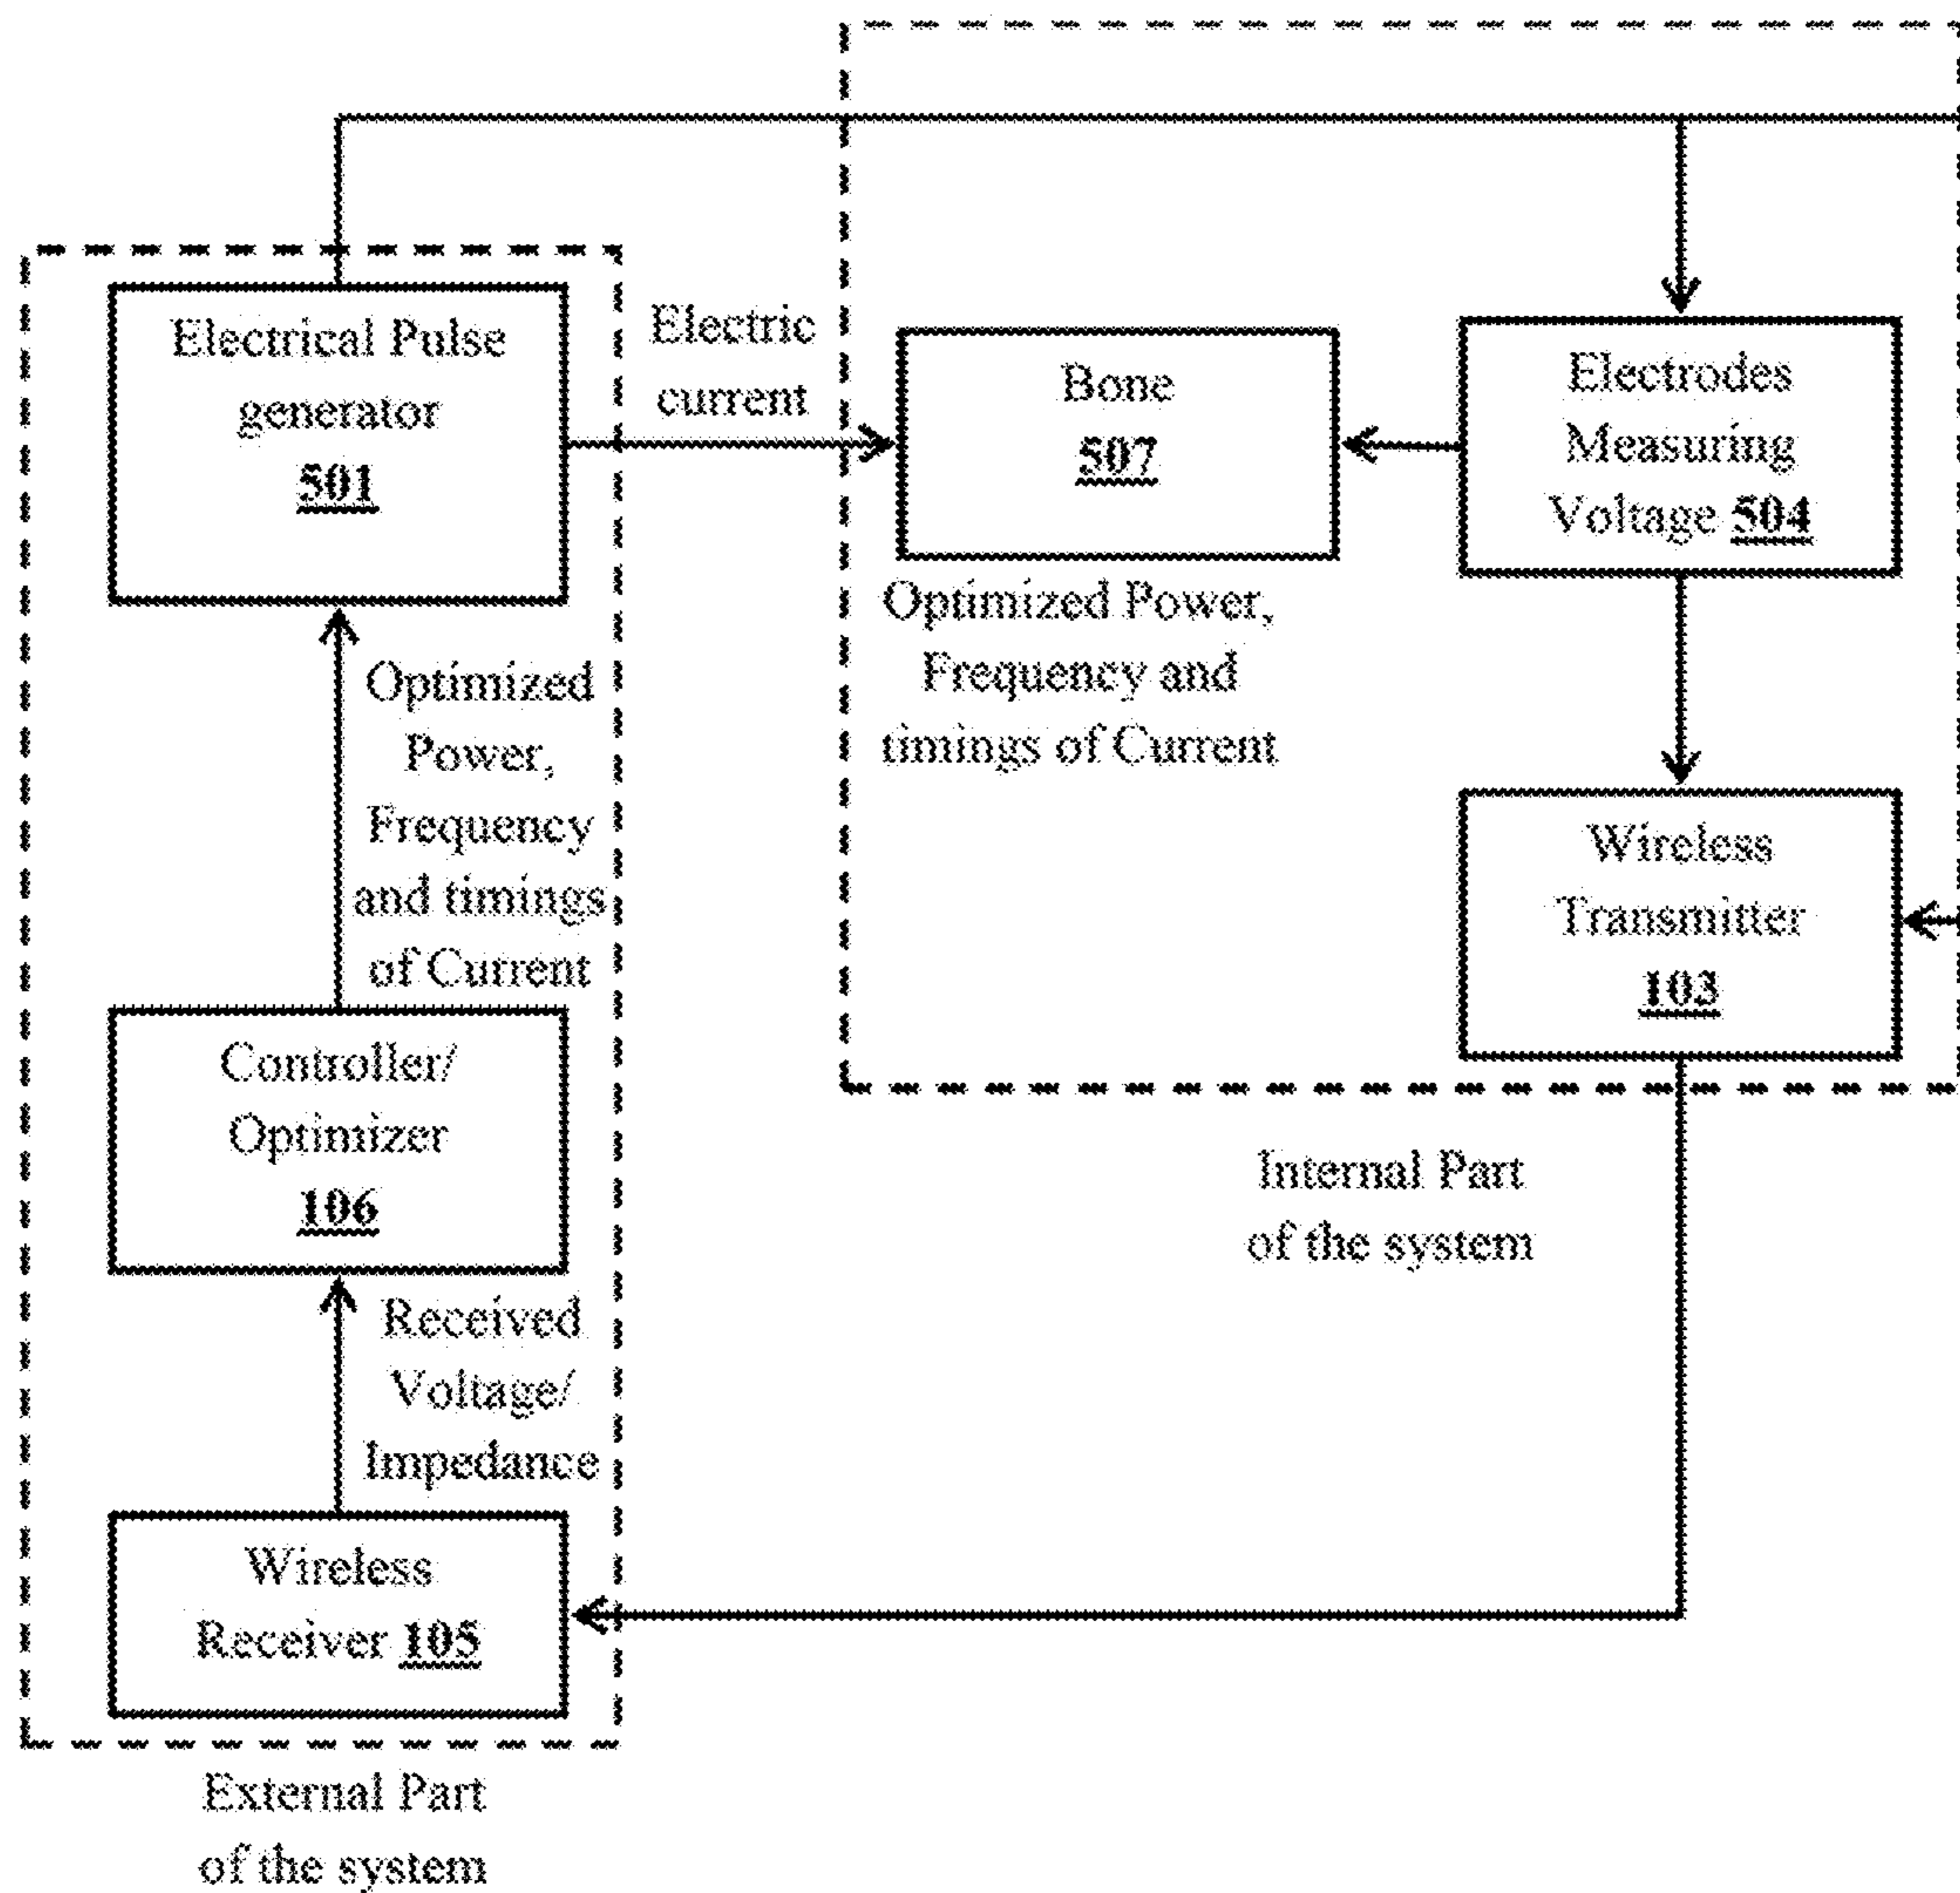 Electrical Pulse
generator
501
Electric
current
Bone
507
Electrodes
Measuring
Voltage 504
Optimized Power,
Frequency and
timings of Current
Optimized
Power,
Frequency
and timings
of Current
Wireless
Transmitter
103
Controller/
Optimizer
106
Internal Part
of the system
Received
Voltage/
Impedance
Wireless
Receiver 105
External Part
of the system